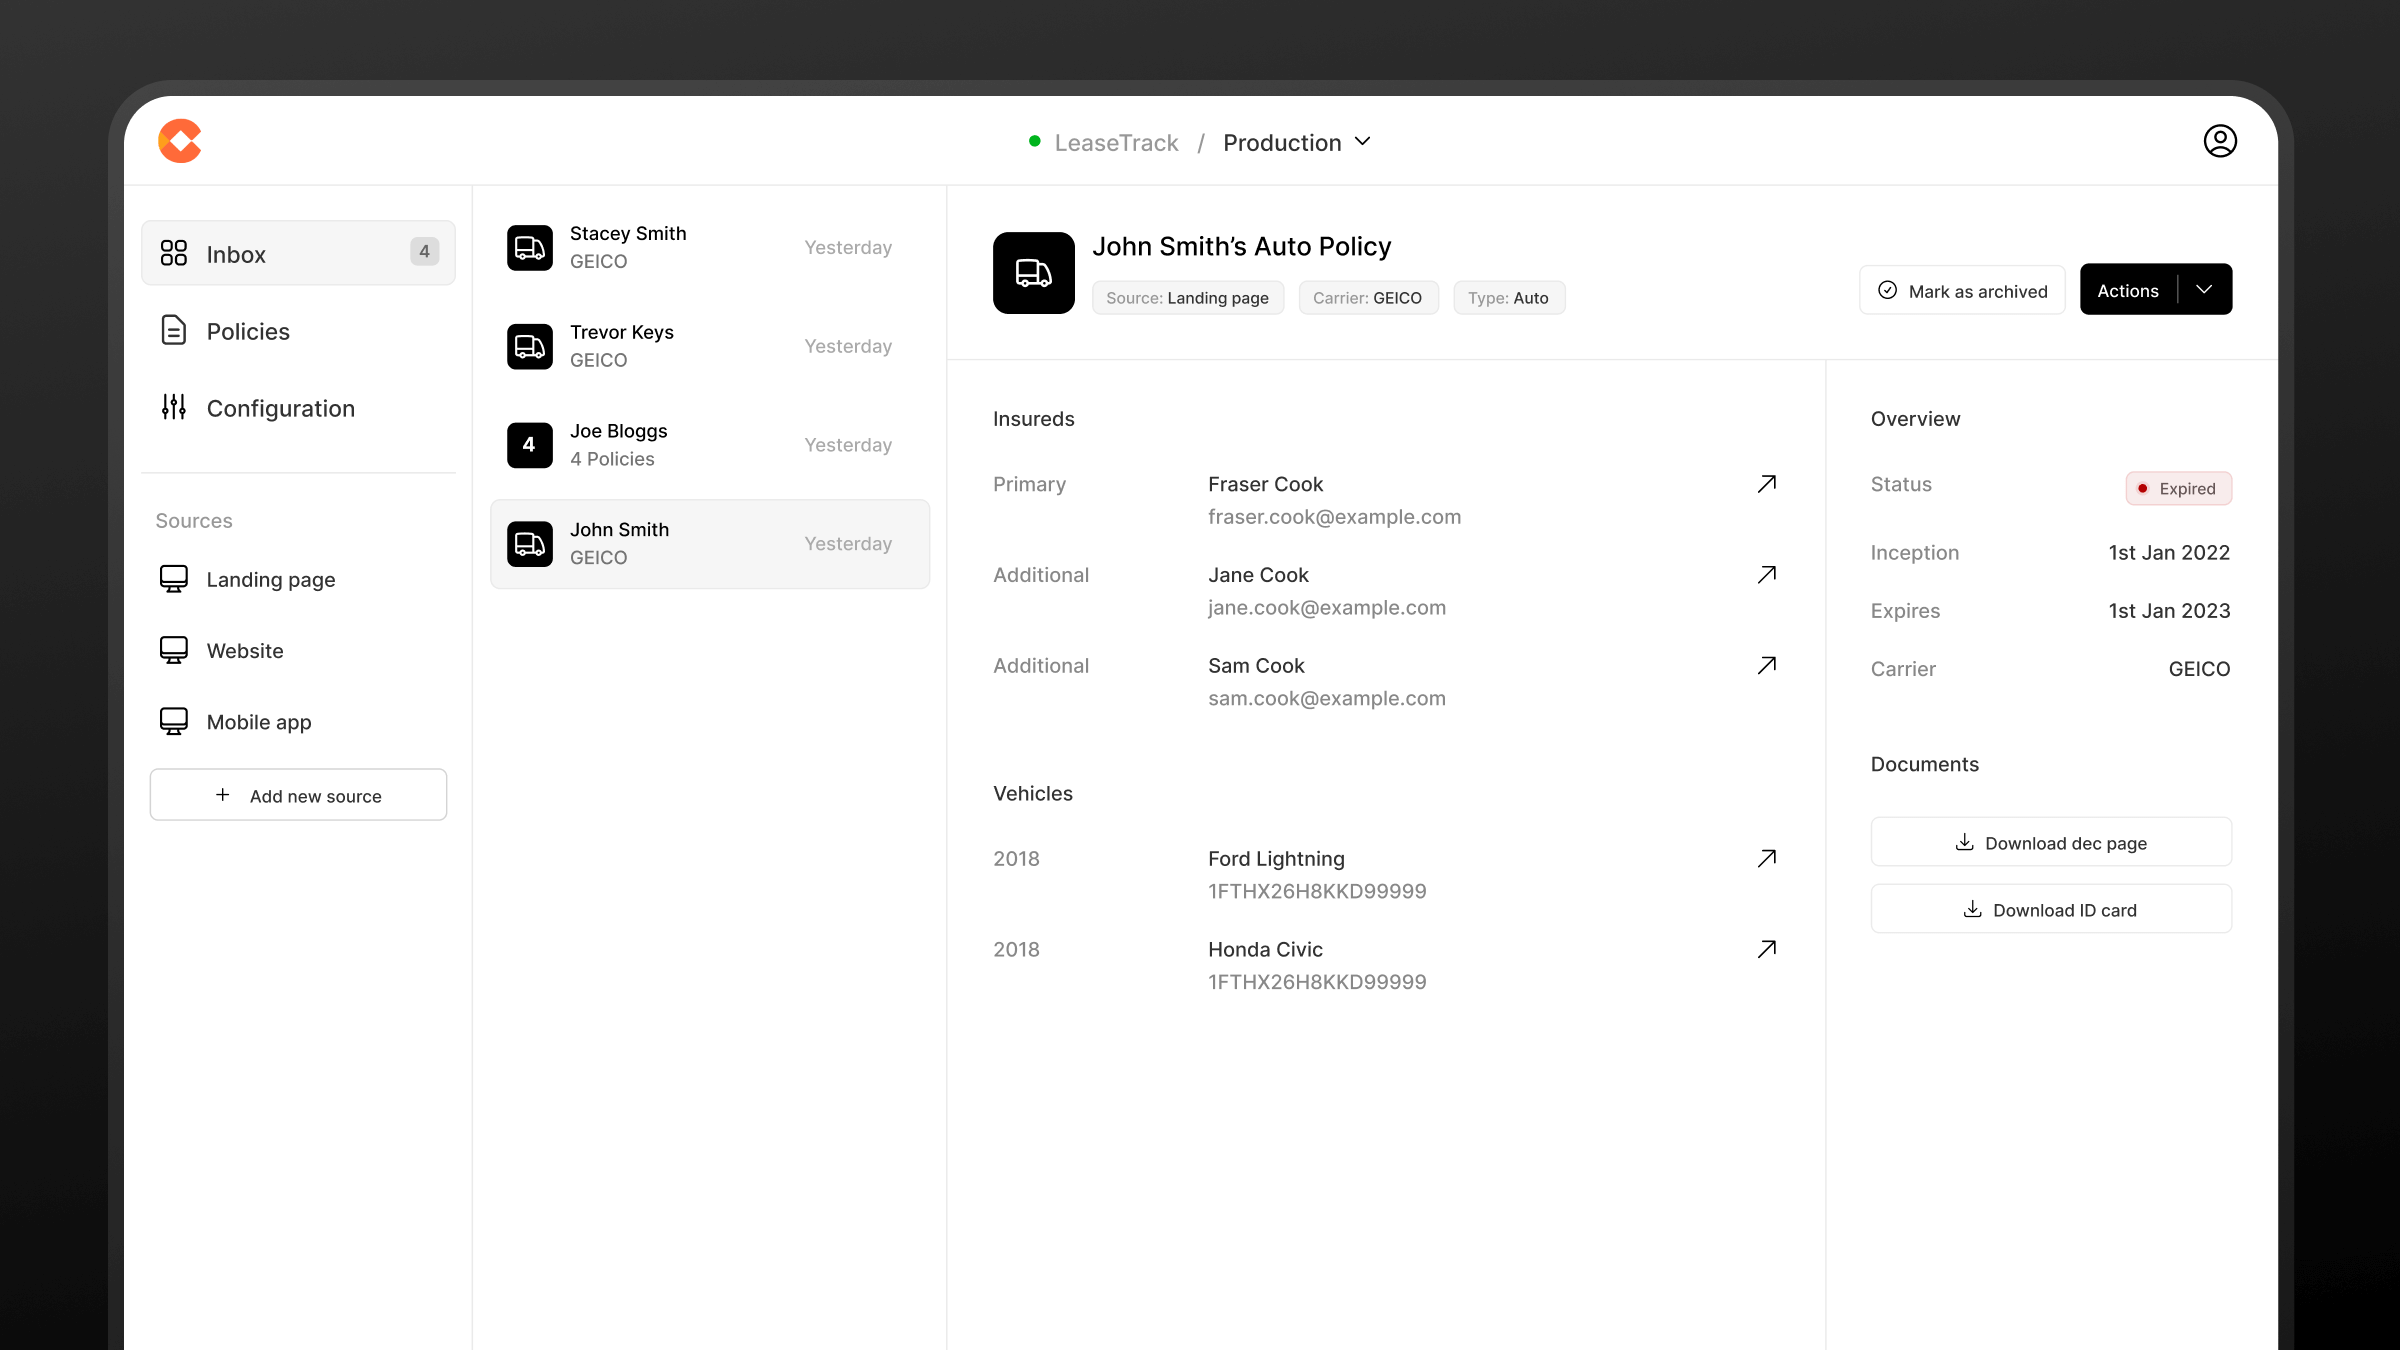 LeaseTrack / Production
Inbox 4
Policies
Configuration
Sources
Landing page
Website
Mobile app
+ Add new source
Stacey Smith
GEICO
Yesterday
Trevor Keys
GEICO
Yesterday
4
Joe Bloggs
4 Policies
Yesterday
John Smith
GEICO
Yesterday
John Smith’s Auto Policy
Source: Landing page
Carrier: GEICO
Type: Auto
Mark as archived
Actions
Insureds
Primary
Fraser Cook
fraser.cook@example.com
Additional
Jane Cook
jane.cook@example.com
Additional
Sam Cook
sam.cook@example.com
Vehicles
2018
Ford Lightning
1FTHX26H8KKD99999
2018
Honda Civic
1FTHX26H8KKD99999
Overview
Status
Expired
Inception
1st Jan 2022
Expires
1st Jan 2023
Carrier
GEICO
Documents
Download dec page
Download ID card